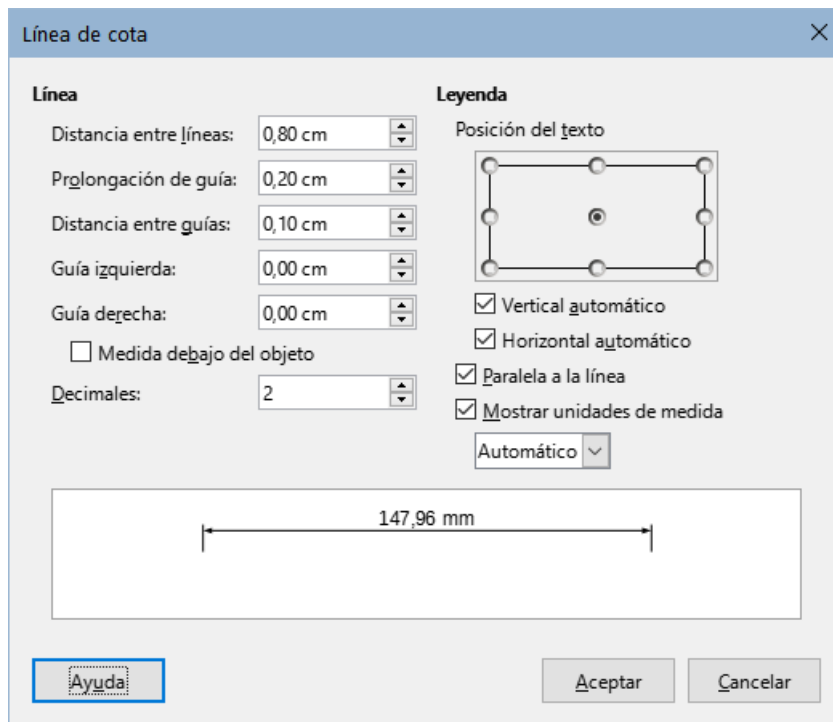 Línea de cota
Línea
Distancia entre líneas: 0,80 cm
Prolongación de guía: 0,20 cm
Distancia entre guías: 0,10 cm
Guía izquierda: 0,00 cm
Guía derecha: 0,00 cm
Medida debajo del objeto
Decimales: 2
Leyenda
Posición del texto
Vertical automático
Horizontal automático
Paralela a la línea
Mostrar unidades de medida
Automático
147,96 mm
Ayuda
Aceptar
Cancelar